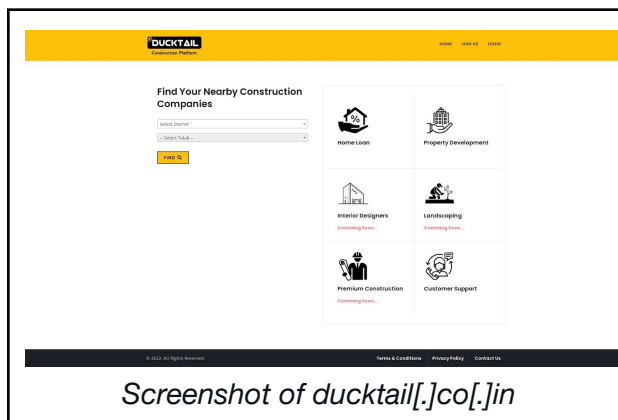 DUCKTAIL
Construction Platform
HOME JOIN US LOGIN
Find Your Nearby Construction
Companies
Select District
-- Select Taluk --
FIND
%
Home Loan
Property Development
Interior Designers
Comming Soon...
Landscaping
Comming Soon...
Premium Construction
Comming Soon...
Customer Support
© 2022. All Rights Reserved.
Terms & Conditions Privacy Policy Contact Us
Screenshot of ducktail[.]co[.]in